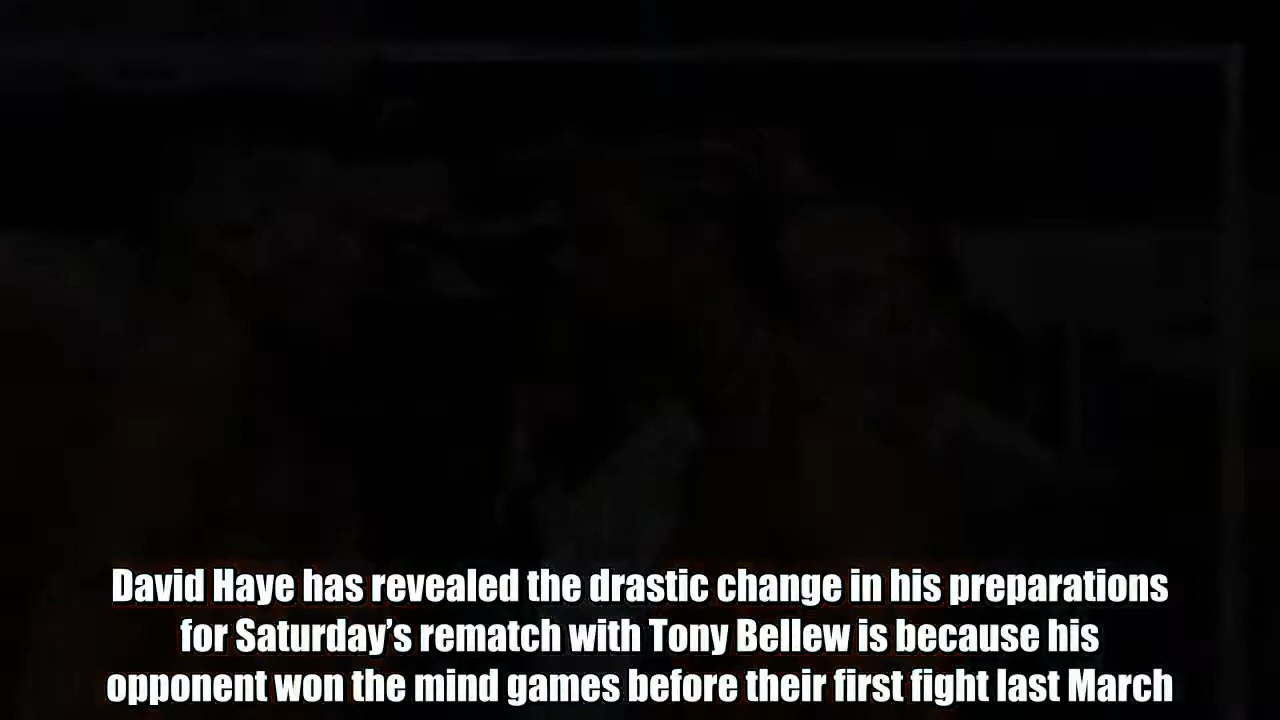 David Haye has revealed the drastic change in his preparations
for Saturday’s rematch with Tony Bellew is because his
opponent won the mind games before their first fight last March